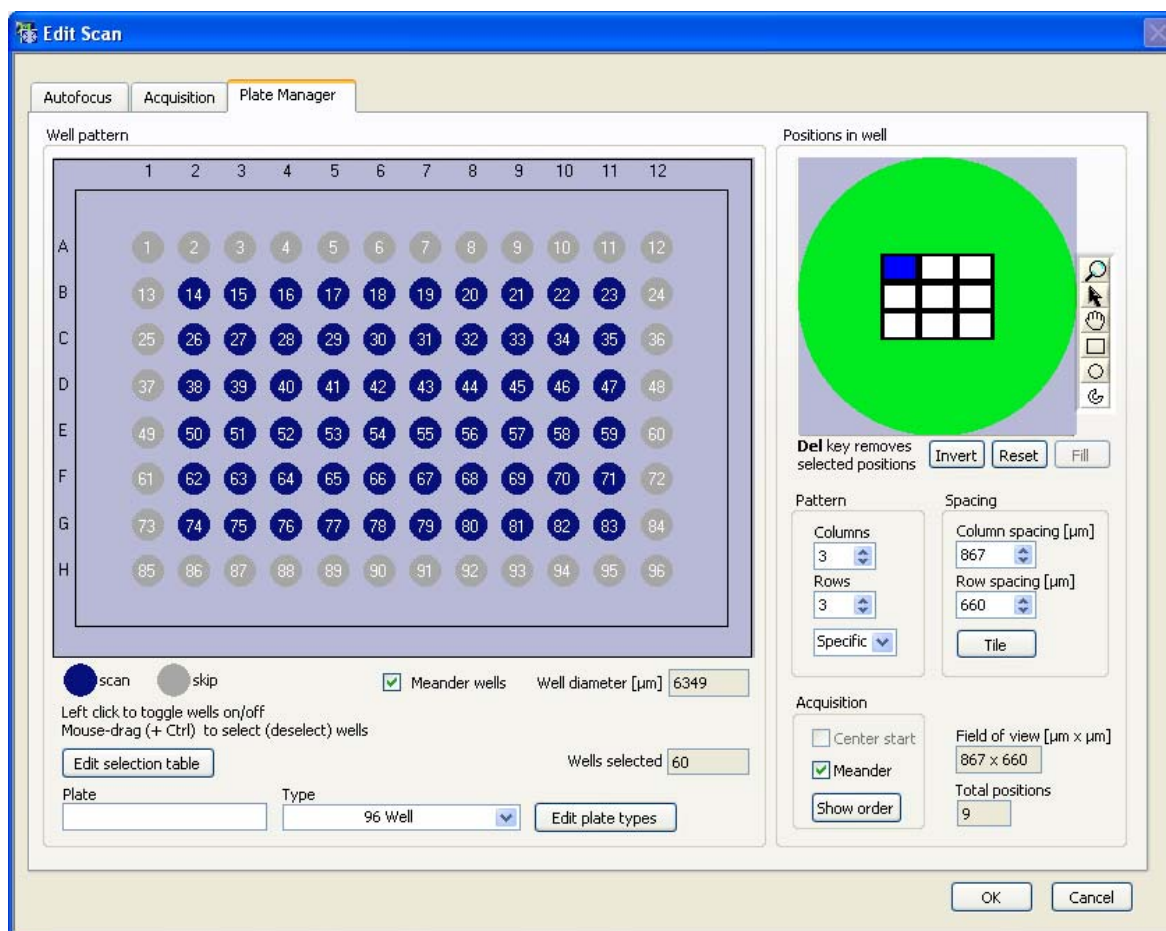 Edit Scan
Autofocus Acquisition Plate Manager
Well pattern
1 2 3 4 5 6 7 8 9 10 11 12
A 1 2 3 4 5 6 7 8 9 10 11 12
B 13 14 15 16 17 18 19 20 21 22 23 24
C 25 26 27 28 29 30 31 32 33 34 35 36
D 37 38 39 40 41 42 43 44 45 46 47 48
E 49 50 51 52 53 54 55 56 57 58 59 60
F 61 62 63 64 65 66 67 68 69 70 71 72
G 73 74 75 76 77 78 79 80 81 82 83 84
H 85 86 87 88 89 90 91 92 93 94 95 96
scan skip Meander wells Well diameter [µm] 6349
Left click to toggle wells on/off
Mouse-drag (+ Ctrl) to select (deselect) wells
Edit selection table Wells selected 60
Plate Type
96 Well Edit plate types
Positions in well
Del key removes
selected positions Invert Reset Fill
Pattern
Columns
3
Rows
3
Specific
Spacing
Column spacing [µm]
867
Row spacing [µm]
660
Tile
Acquisition
Center start
Meander
Show order
Field of view [µm x µm]
867 x 660
Total positions
9
OK Cancel